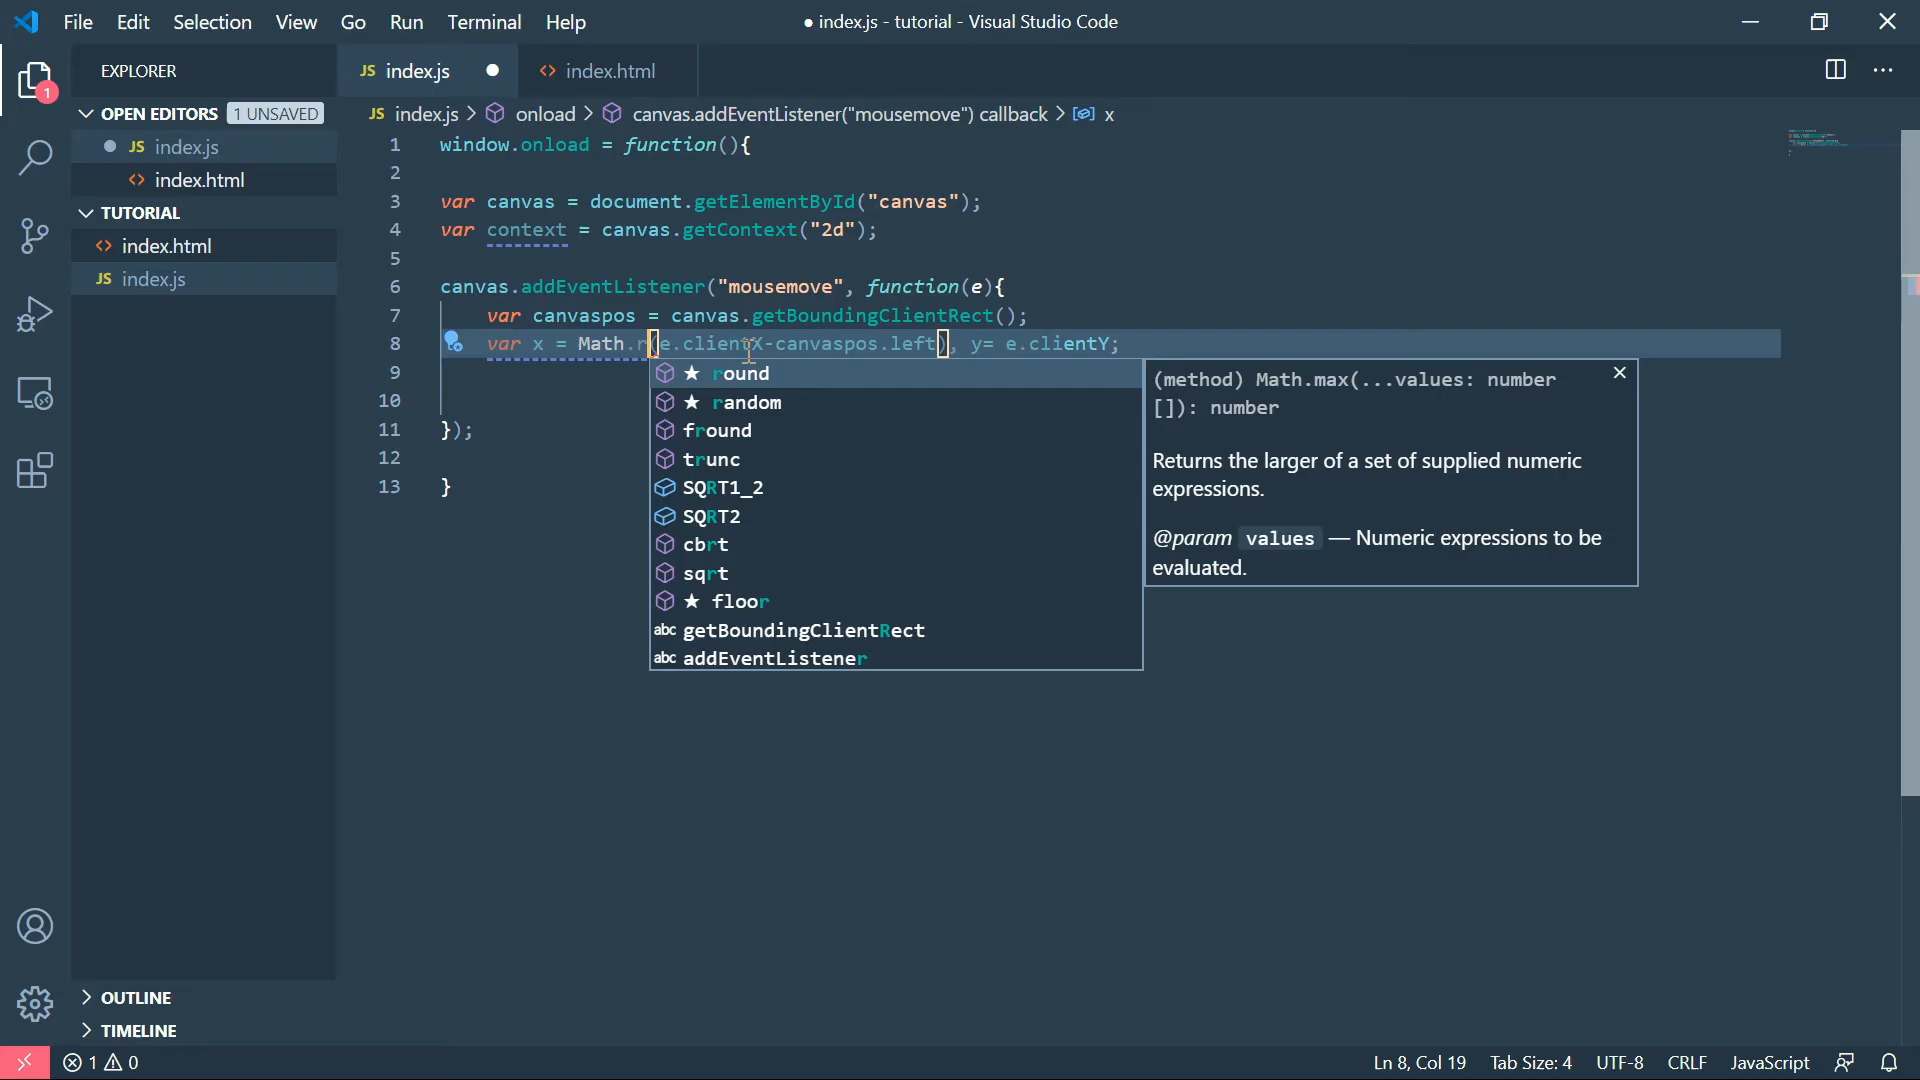 File Edit Selection View Go Run Terminal Help
● index.js - tutorial - Visual Studio Code
EXPLORER
1
OPEN EDITORS 1 UNSAVED
JS index.js
<> index.html
TUTORIAL
<> index.html
JS index.js
OUTLINE
TIMELINE
JS index.js
<> index.html
JS index.js > onload > canvas.addEventListener("mousemove") callback > x
1 window.onload = function(){
2
3 var canvas = document.getElementById("canvas");
4 var context = canvas.getContext("2d");
5
6 canvas.addEventListener("mousemove", function(e){
7 var canvaspos = canvas.getBoundingClientRect();
8 var x = Math.r(e.clientX-canvaspos.left), y= e.clientY;
9
10
11 });
12
13 }
★ round
★ random
fround
trunc
SQRT1_2
SQRT2
cbrt
sqrt
★ floor
abc getBoundingClientRect
abc addEventListener
(method) Math.max(...values: number
[]): number
Returns the larger of a set of supplied numeric
expressions.
@param values — Numeric expressions to be
evaluated.
1 0
Ln 8, Col 19 Tab Size: 4 UTF-8 CRLF JavaScript